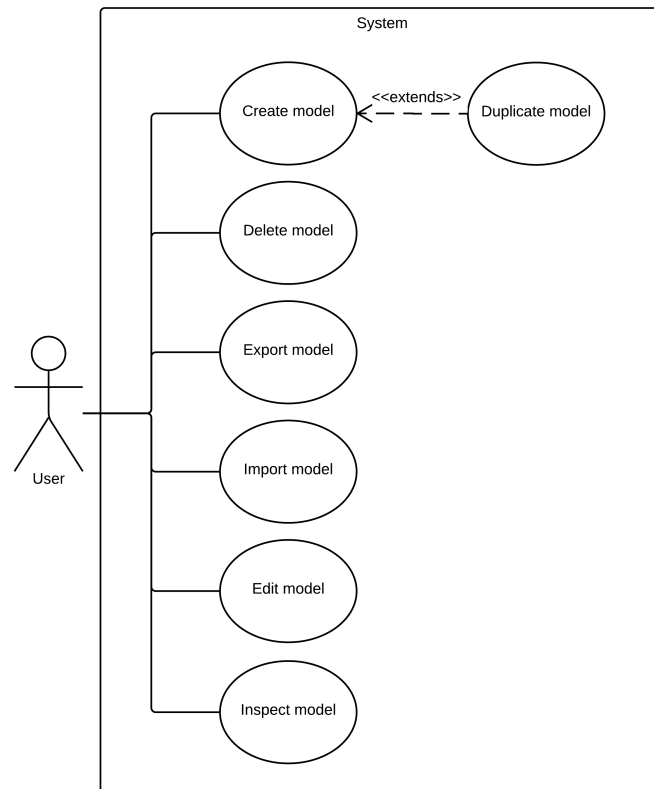 System
Create model
<<extends>>
Duplicate model
Delete model
Export model
Import model
User
Edit model
Inspect model